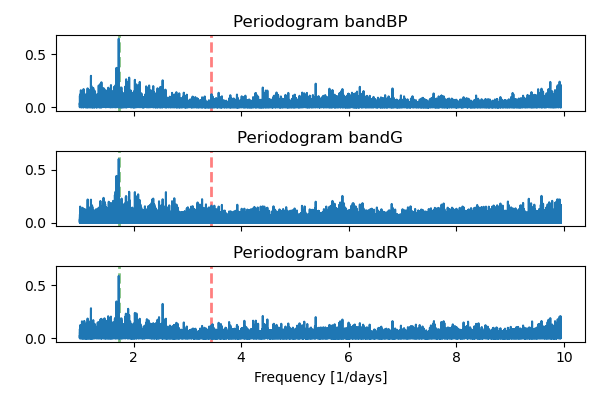 Periodogram bandBP
0.5
0.0
Periodogram bandG
0.5
0.0
Periodogram bandRP
0.5
0.0
2 4 6 8 10
Frequency [1/days]